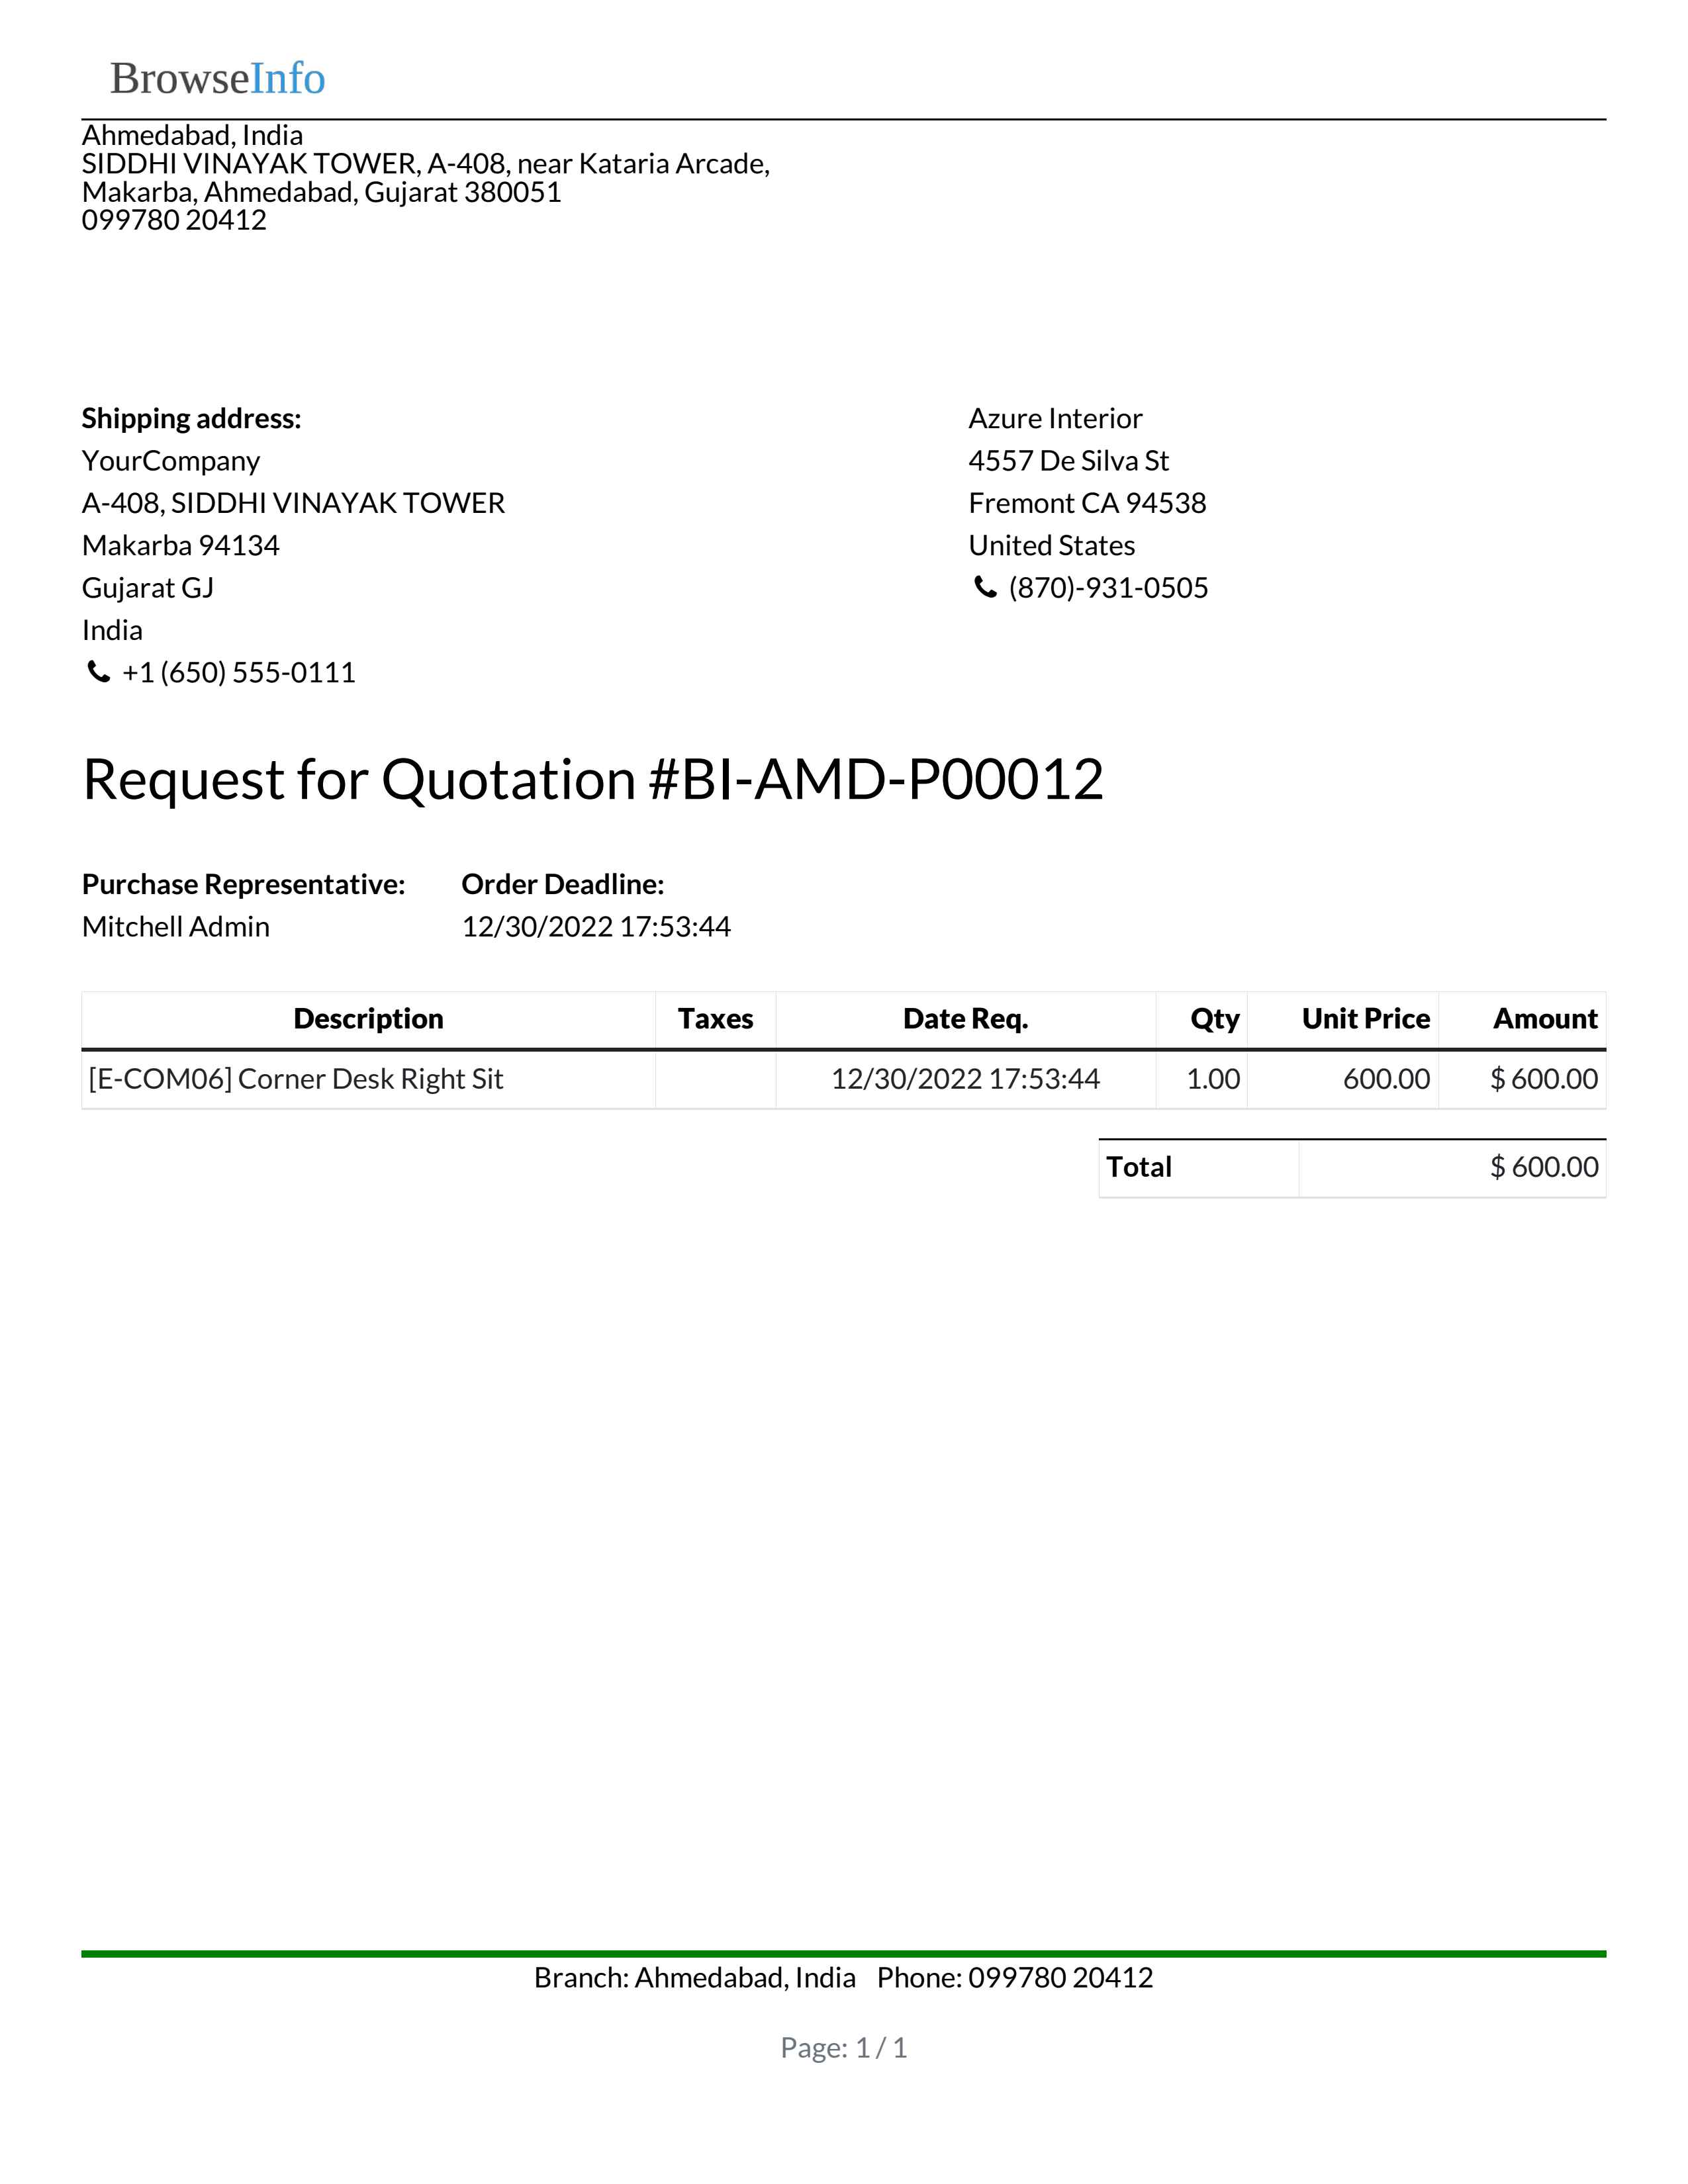 BrowseInfo
Ahmedabad, India
SIDDHI VINAYAK TOWER, A-408, near Kataria Arcade,
Makarba, Ahmedabad, Gujarat 380051
099780 20412
Shipping address:
YourCompany
A-408, SIDDHI VINAYAK TOWER
Makarba 94134
Gujarat GJ
India
+1 (650) 555-0111
Azure Interior
4557 De Silva St
Fremont CA 94538
United States
(870)-931-0505
Request for Quotation #BI-AMD-P00012
Purchase Representative: Order Deadline:
Mitchell Admin 12/30/2022 17:53:44
Description Taxes Date Req. Qty Unit Price Amount
[E-COM06] Corner Desk Right Sit 12/30/2022 17:53:44 1.00 600.00 $ 600.00
Total $ 600.00
Branch: Ahmedabad, India Phone: 099780 20412
Page: 1 / 1